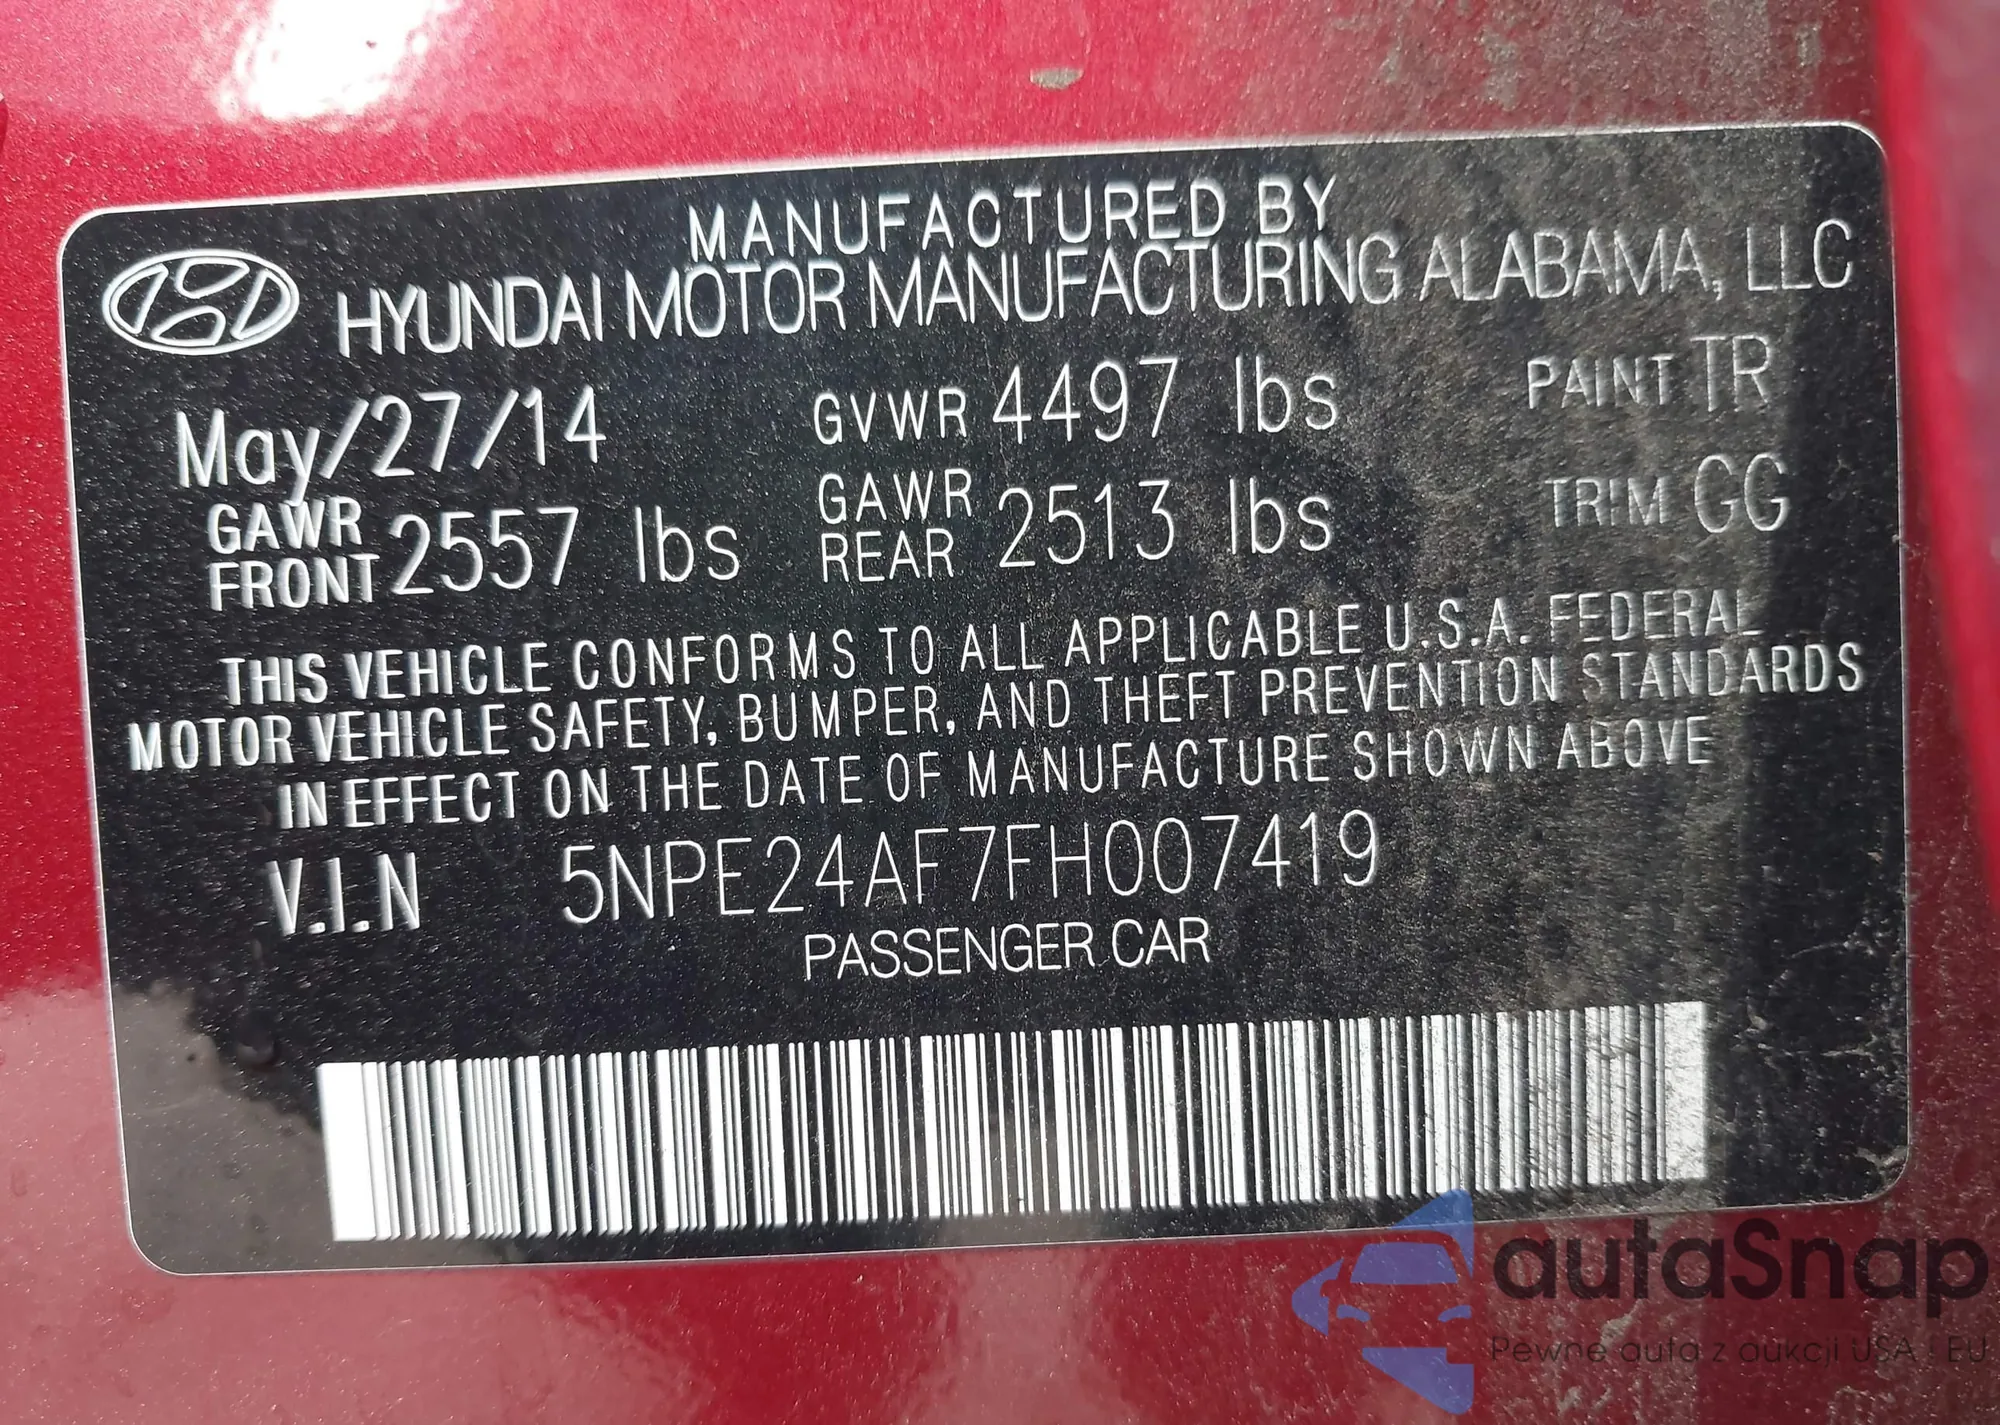 MANUFACTURED BY
HYUNDAI MOTOR MANUFACTURING ALABAMA, LLC
May/27/14 GVWR 4497 lbs PAINT TR
GAWR FRONT 2557 lbs GAWR REAR 2513 lbs TRIM GG
THIS VEHICLE CONFORMS TO ALL APPLICABLE U.S.A. FEDERAL
MOTOR VEHICLE SAFETY, BUMPER, AND THEFT PREVENTION STANDARDS
IN EFFECT ON THE DATE OF MANUFACTURE SHOWN ABOVE
V.I.N 5NPE24AF7FH007419
PASSENGER CAR
autaSnap
Pewne auta z aukcji USA i EU